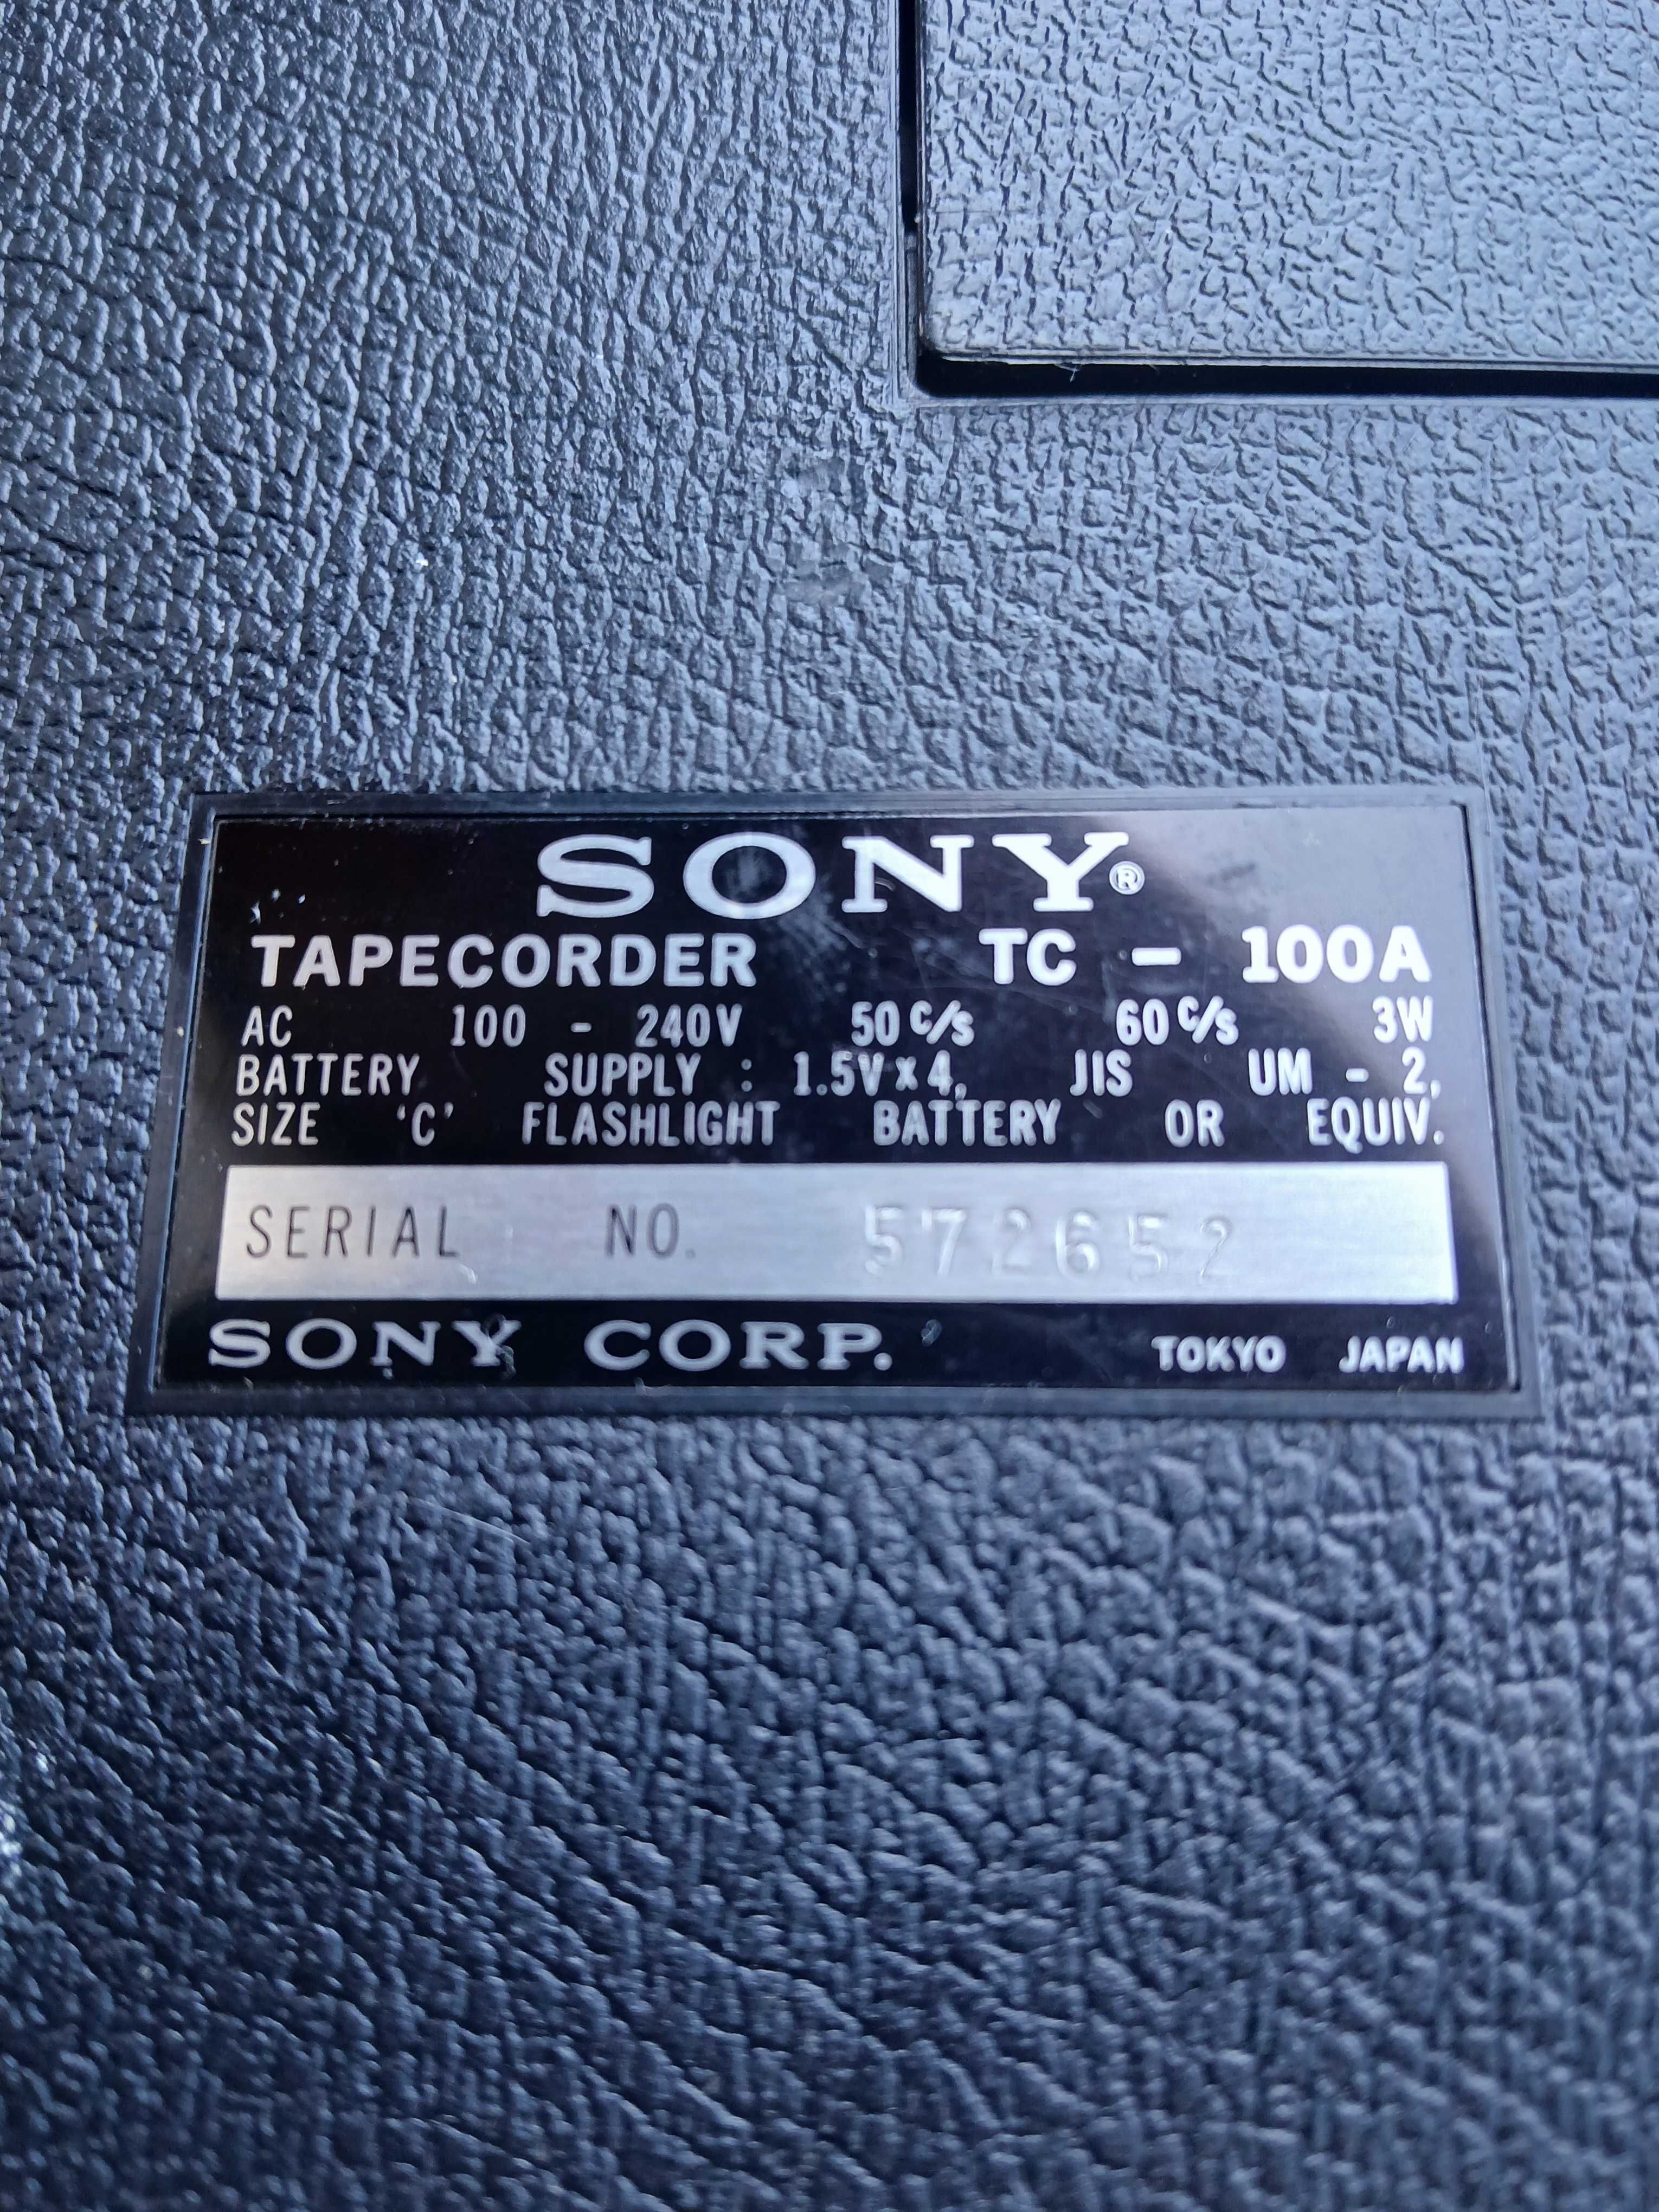 SONY®
TAPECORDER TC - 100A
AC 100 - 240V 50 c/s 60 c/s 3W
BATTERY SUPPLY : 1.5V x 4, JIS UM - 2,
SIZE 'C' FLASHLIGHT BATTERY OR EQUIV.
SERIAL NO. 572652
SONY CORP. TOKYO JAPAN